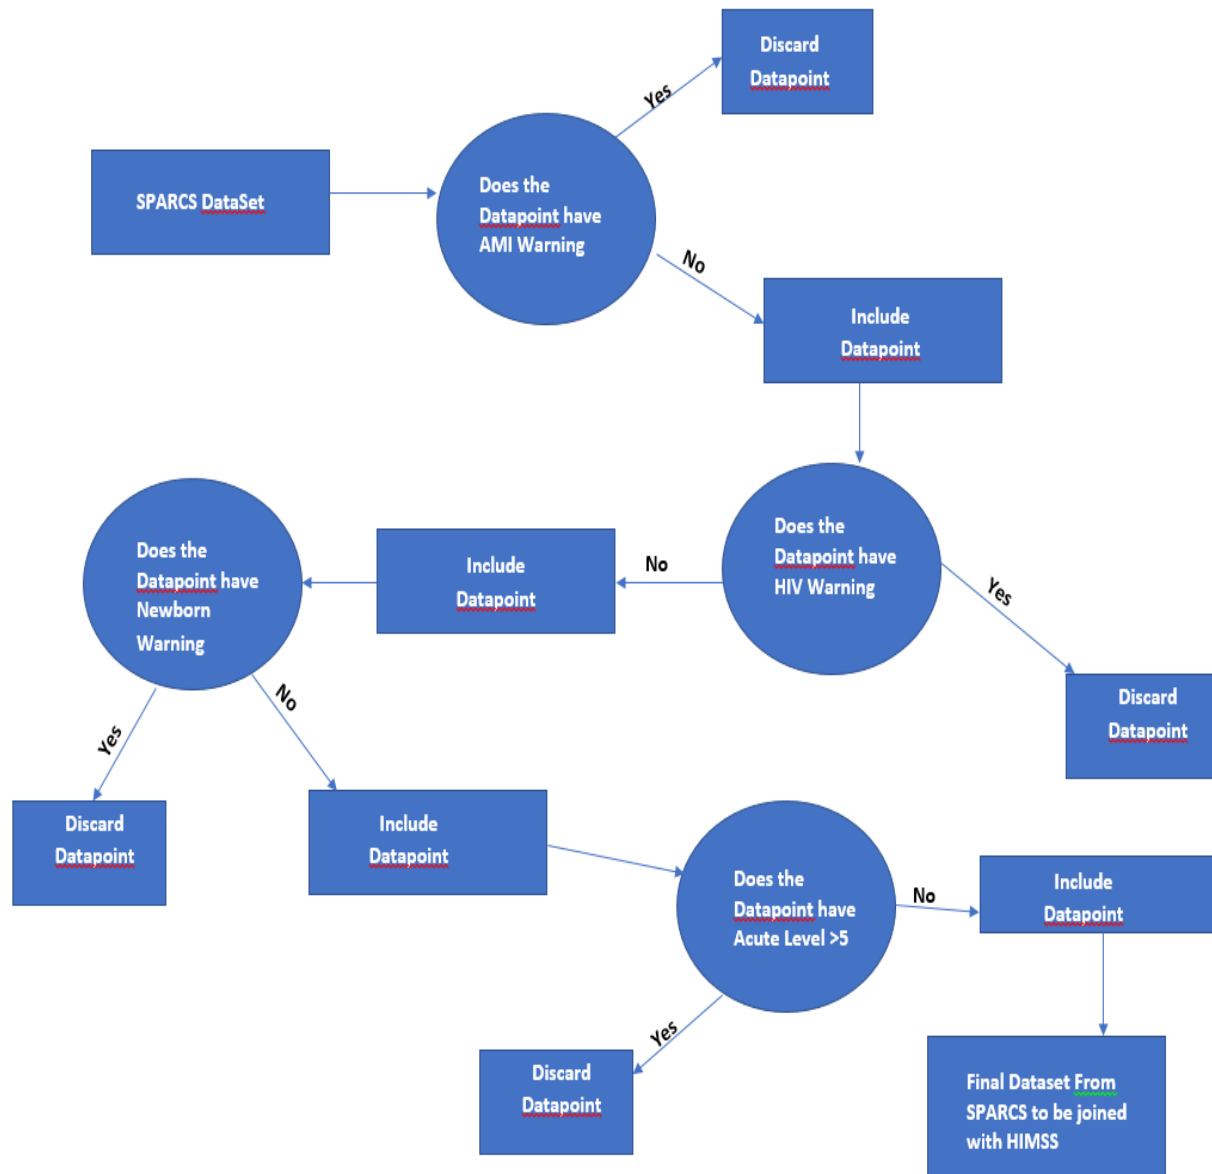 Discard
Datapoint
Yes
SPARCS DataSet
Does the
Datapoint have
AMI Warning
No
Include
Datapoint
Does the
Datapoint have
HIV Warning
No
Yes
Include
Datapoint
Does the
Datapoint have
Newborn
Warning
Discard
Datapoint
Yes
No
Discard
Datapoint
Include
Datapoint
Does the
Datapoint have
Acute Level >5
No
Include
Datapoint
Yes
Discard
Datapoint
Final Dataset From
SPARCS to be joined
with HIMSS